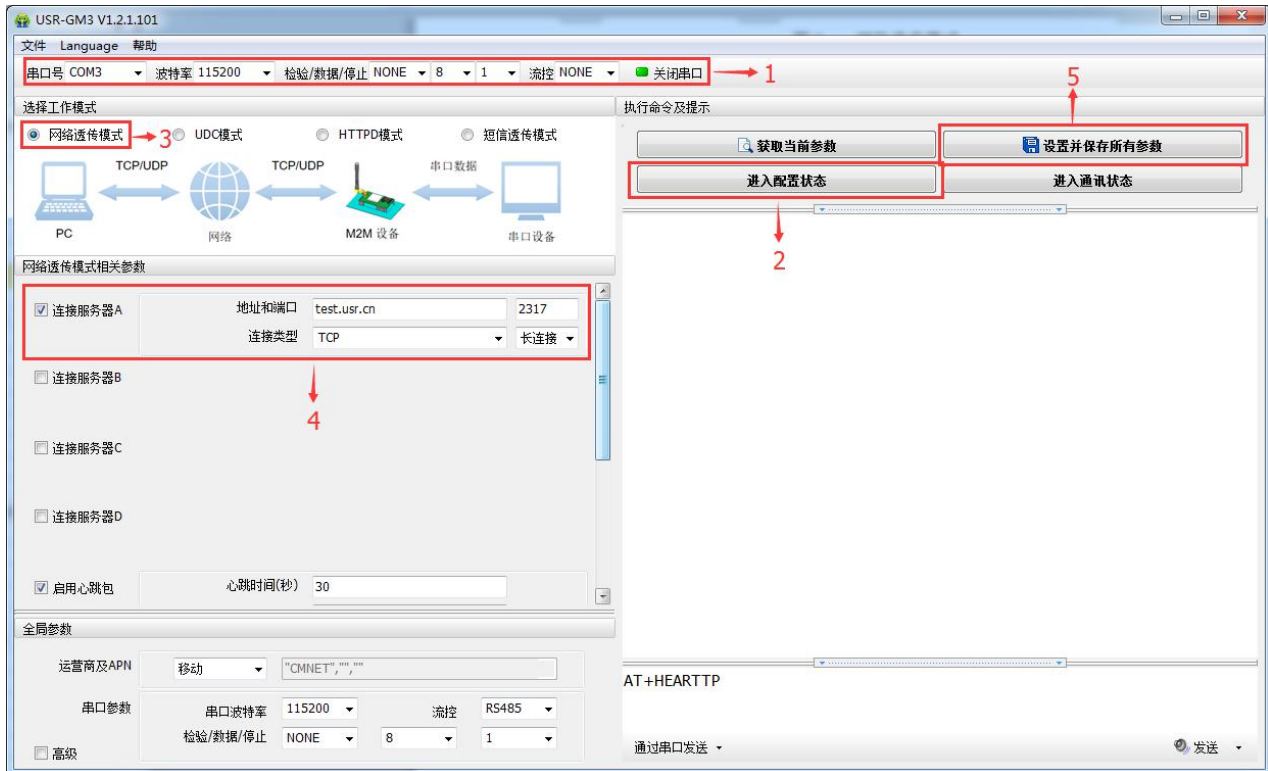 USR-GM3 V1.2.1.101
文件 Language 帮助
串口号 COM3 波特率 115200 检验/数据/停止 NONE 8 1 流控 NONE 关闭串口 1
5
选择工作模式
执行命令及提示
网络透传模式 3 UDC模式 HTTPD模式 短信透传模式
获取当前参数 设置并保存所有参数
进入配置状态 进入通讯状态
TCP/UDP TCP/UDP 串口数据
PC 网络 M2M 设备 串口设备
2
网络透传模式相关参数
连接服务器A 地址和端口 test.usr.cn 2317
连接类型 TCP 长连接
连接服务器B
4
连接服务器C
连接服务器D
启用心跳包 心跳时间(秒) 30
全局参数
运营商及APN 移动 "CMNET","",""
AT+HEARTTP
串口参数 串口波特率 115200 流控 RS485
检验/数据/停止 NONE 8 1
高级
通过串口发送 发送